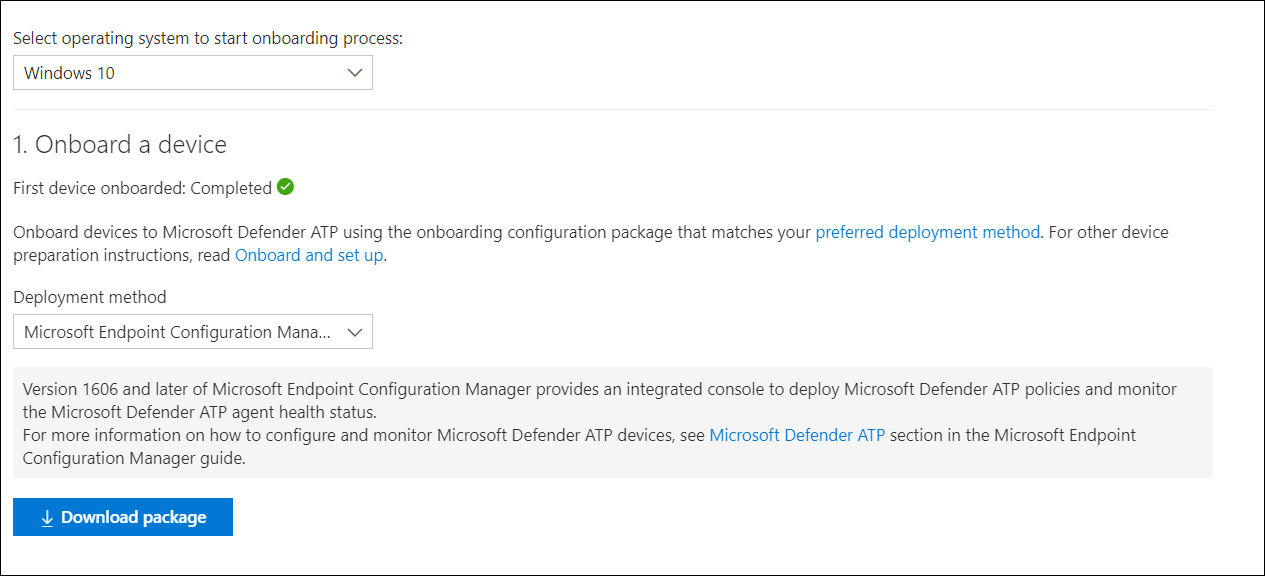 Select operating system to start onboarding process:
Windows 10
1. Onboard a device
First device onboarded: Completed
Onboard devices to Microsoft Defender ATP using the onboarding configuration package that matches your preferred deployment method. For other device
preparation instructions, read Onboard and set up.
Deployment method
Microsoft Endpoint Configuration Mana...
Version 1606 and later of Microsoft Endpoint Configuration Manager provides an integrated console to deploy Microsoft Defender ATP policies and monitor
the Microsoft Defender ATP agent health status.
For more information on how to configure and monitor Microsoft Defender ATP devices, see Microsoft Defender ATP section in the Microsoft Endpoint
Configuration Manager guide.
Download package